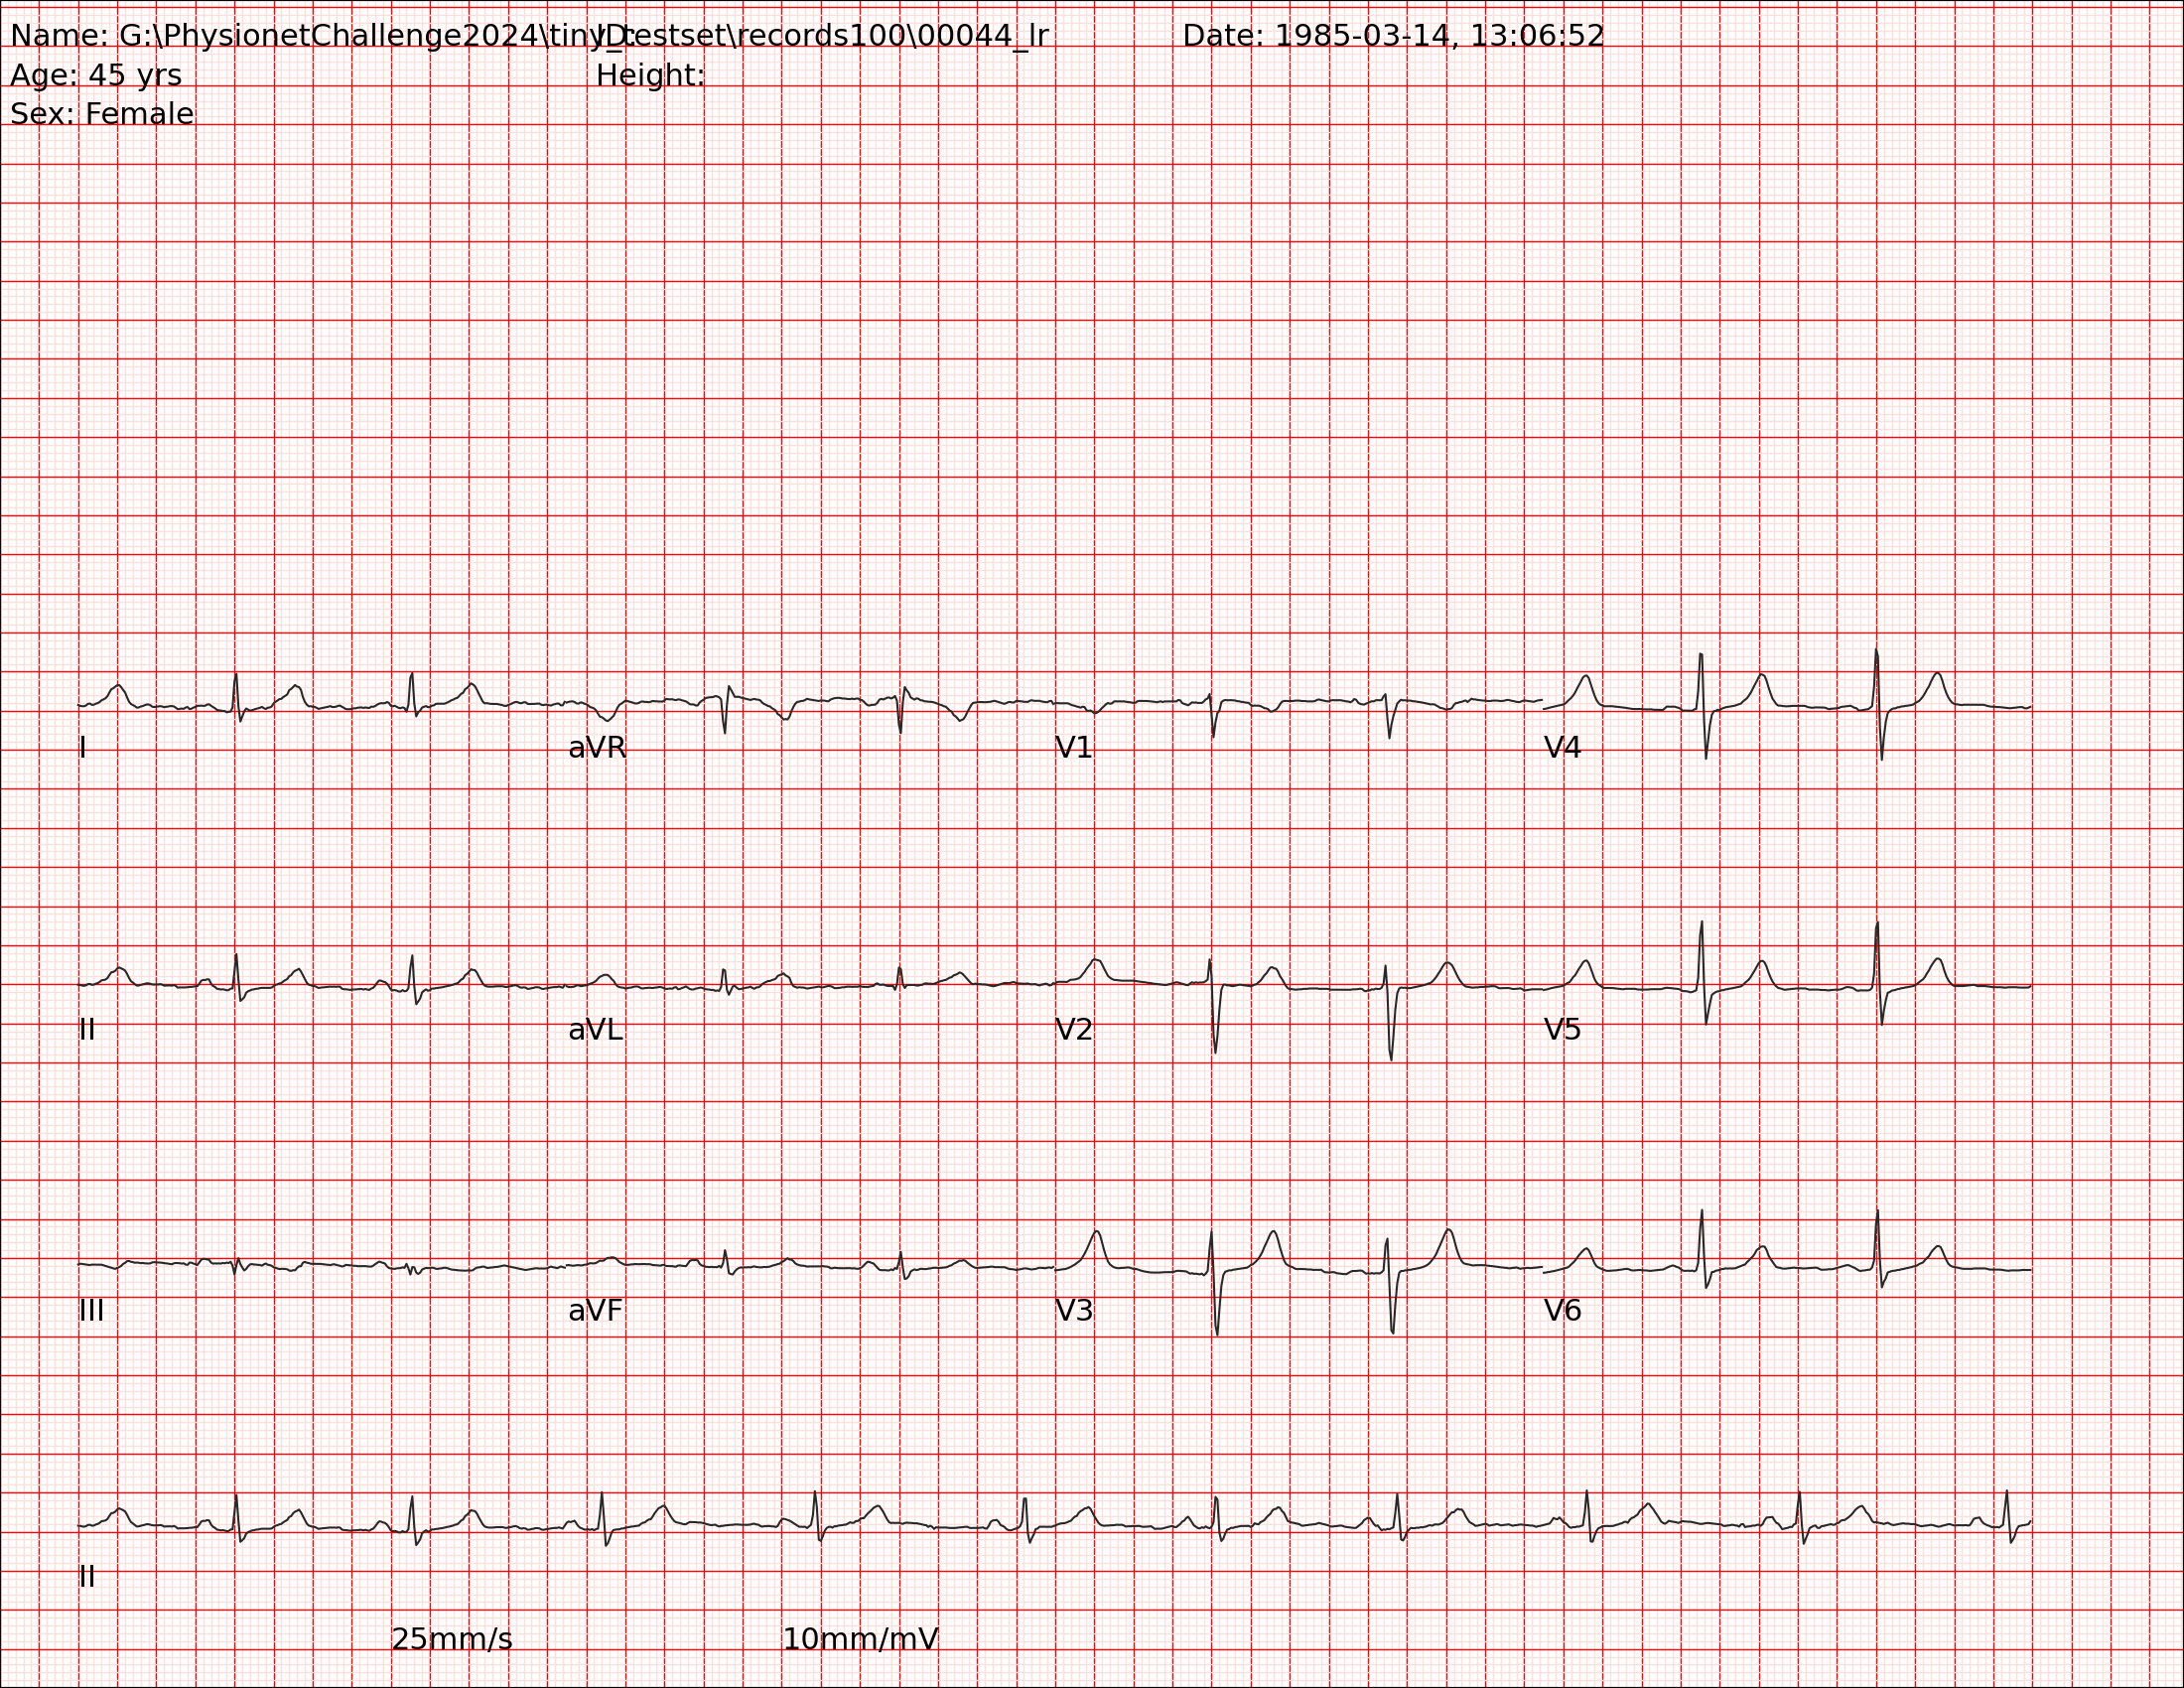 Name: G:\PhysionetChallenge2024\tiny_testset\records100\00044_lr ID: Date: 1985-03-14, 13:06:52
Age: 45 yrs Height:
Sex: Female
I aVR V1 V4
II aVL V2 V5
III aVF V3 V6
II
25mm/s 10mm/mV